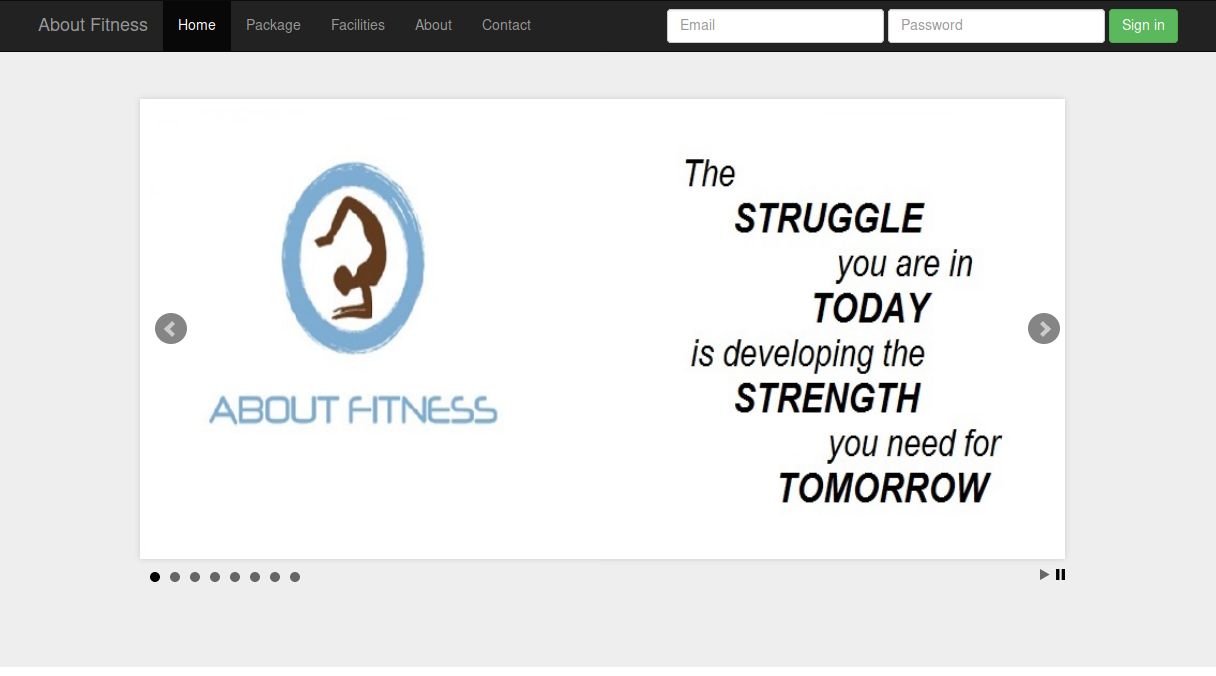 About Fitness Home Package Facilities About Contact Email Password Sign in
ABOUT FITNESS
The
STRUGGLE
you are in
TODAY
is developing the
STRENGTH
you need for
TOMORROW